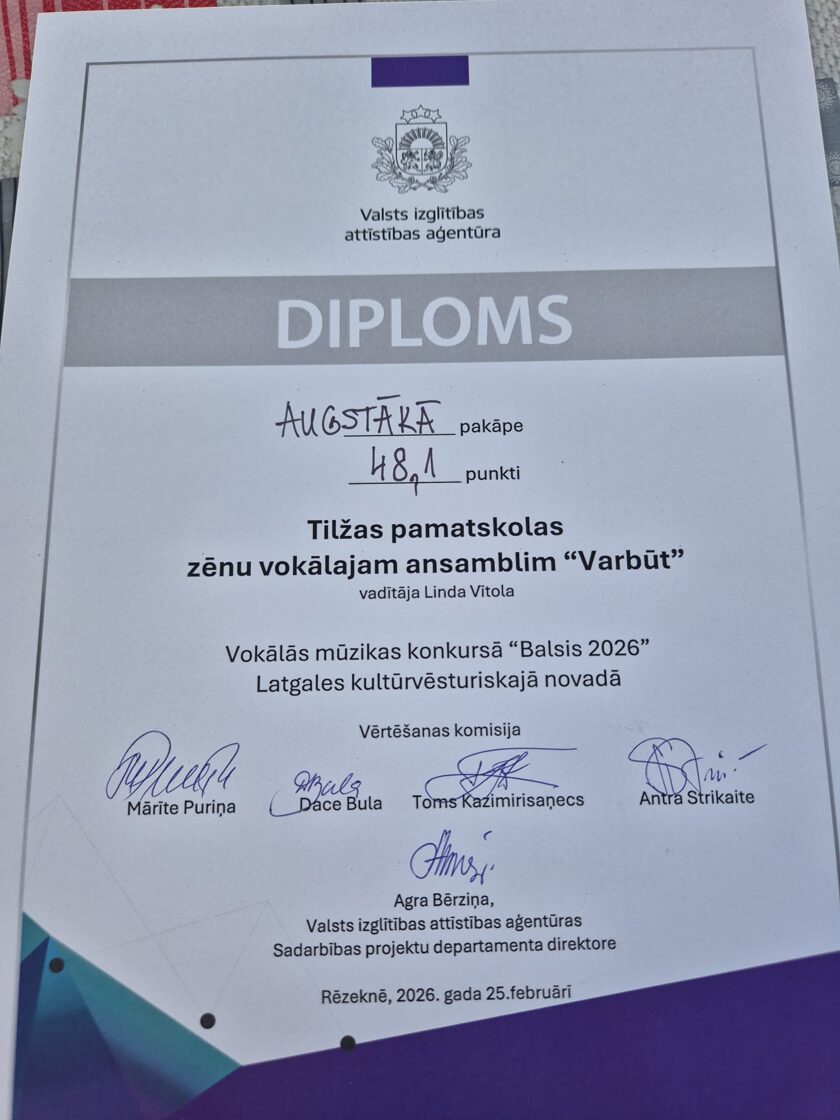 Valsts izglītības
attīstības aģentūra
DIPLOMS
AUGSTĀKĀ pakāpe
48,1 punkti
Tilžas pamatskolas
zēnu vokālajam ansamblim “Varbūt”
vadītāja Linda Vītola
Vokālās mūzikas konkursā “Balsis 2026”
Latgales kultūrvēsturiskajā novadā
Vērtēšanas komisija
Mārīte Puriņa Dace Bula Toms Kazimirisaņecs Antra Strikaite
Agra Bērziņa,
Valsts izglītības attīstības aģentūras
Sadarbības projektu departamenta direktore
Rēzeknē, 2026. gada 25.februārī